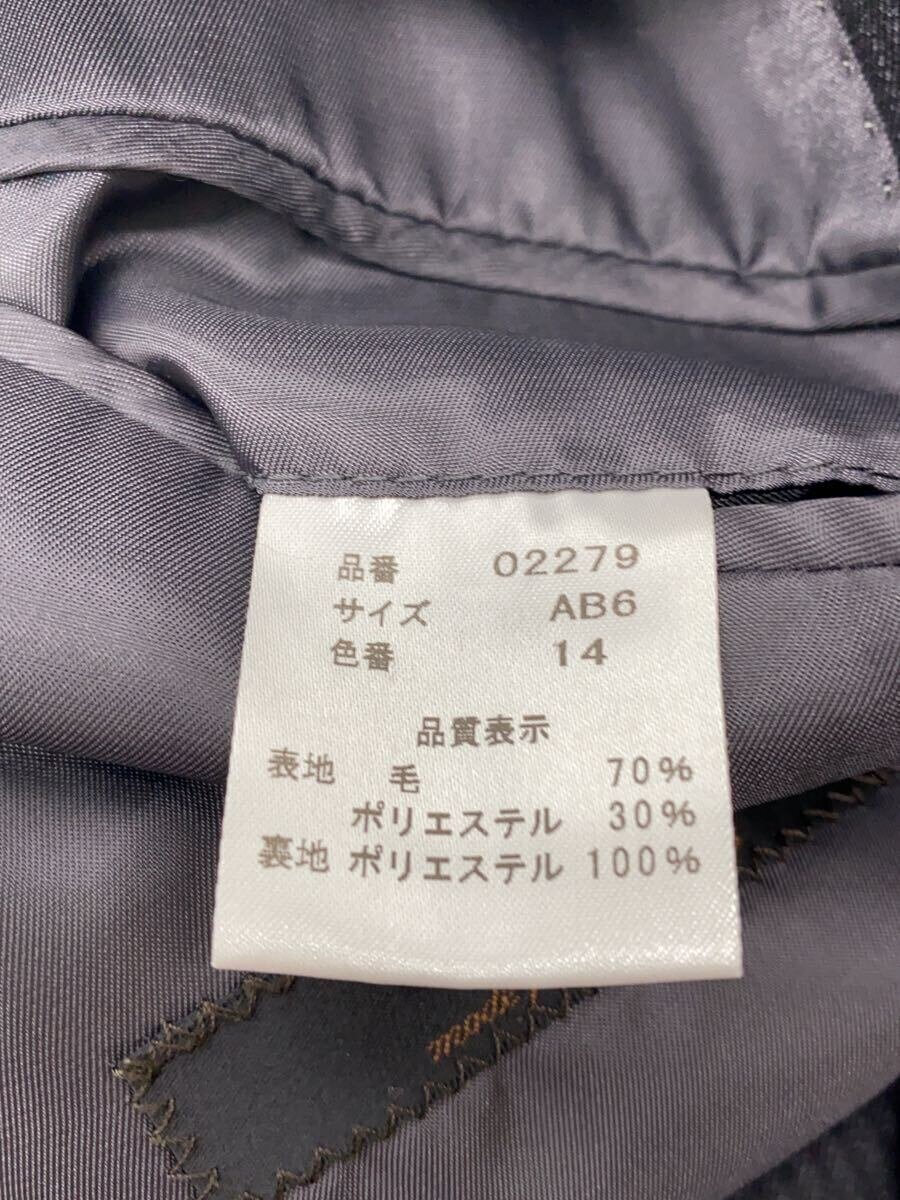 品番 02279
サイズ AB6
色番 14
品質表示
表地 毛 70%
ポリエステル 30%
裏地 ポリエステル 100%